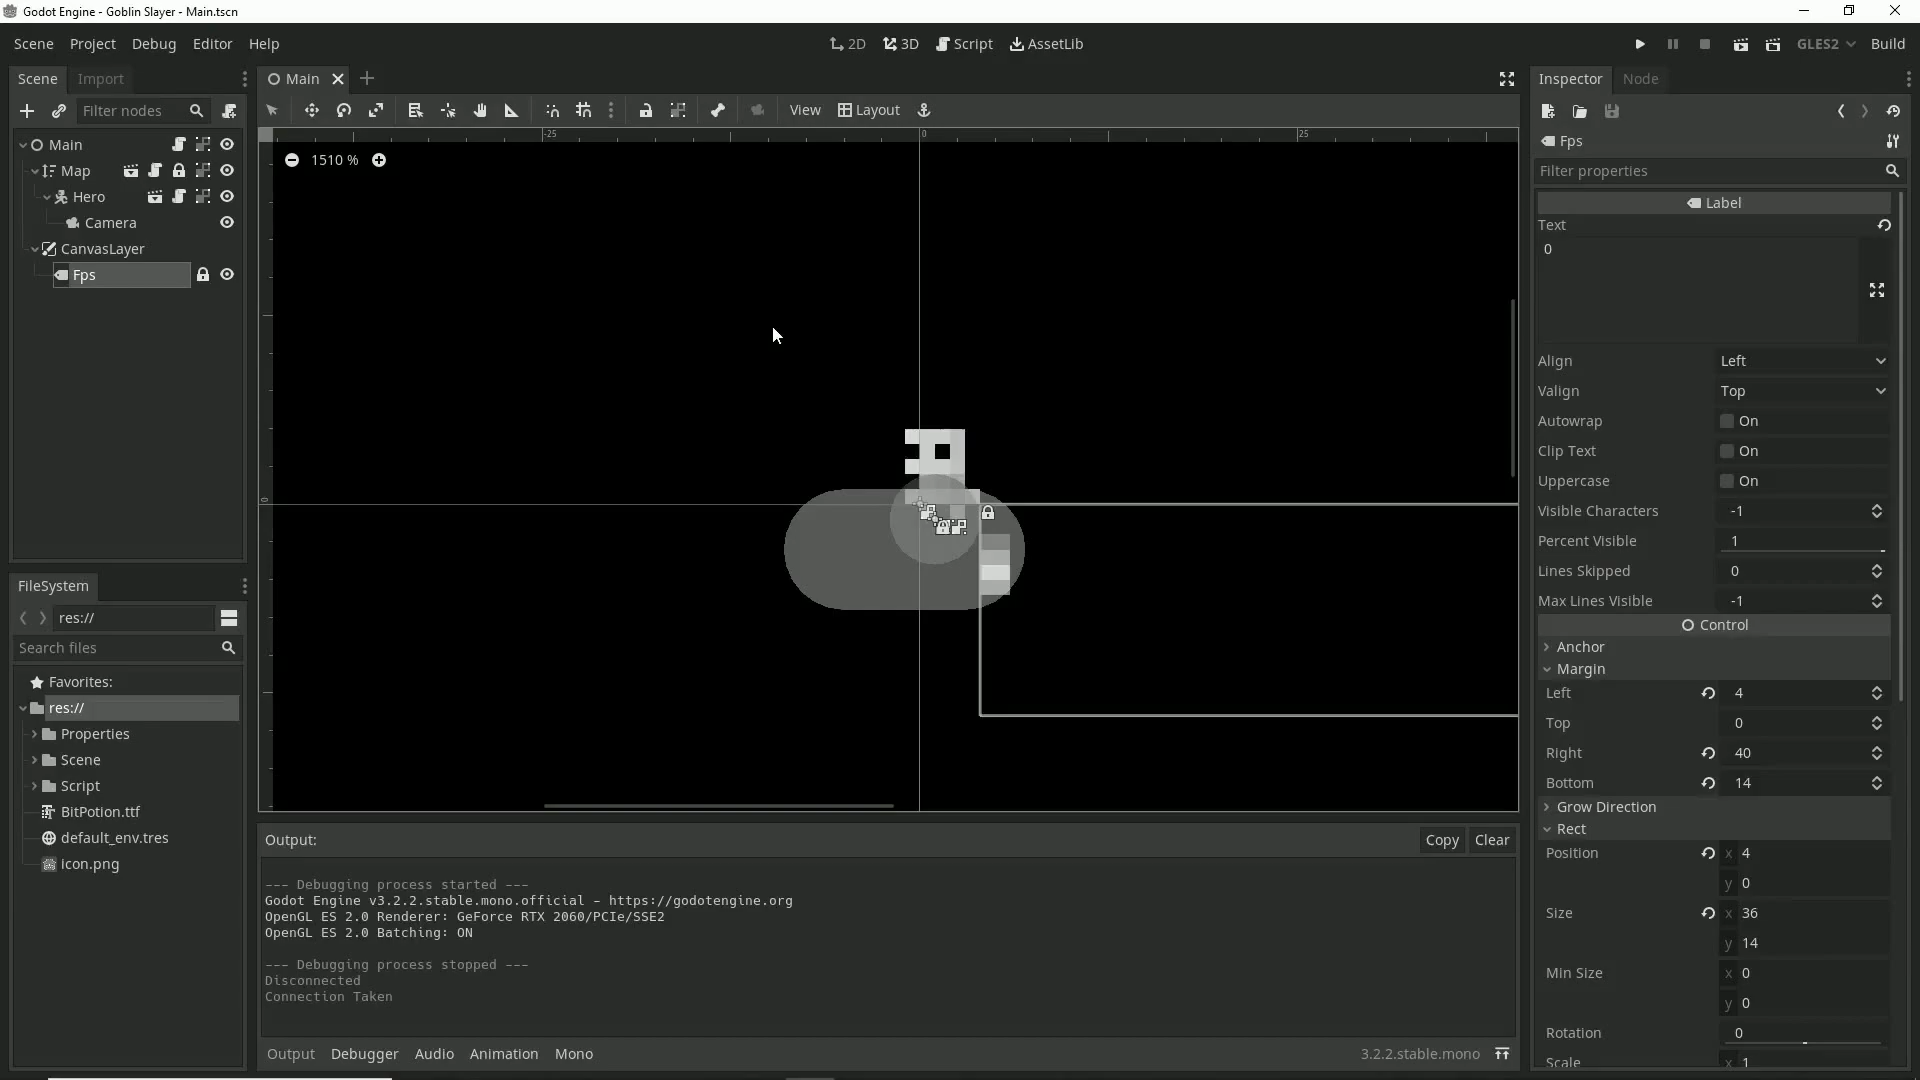 Godot Engine - Goblin Slayer - Main.tscn
Scene Project Debug Editor Help
2D 3D Script AssetLib
GLES2 Build
Scene Import
Filter nodes
Main
Map
Hero
Camera
CanvasLayer
Fps
FileSystem
res://
Search files
Favorites:
res://
Properties
Scene
Script
BitPotion.ttf
default_env.tres
icon.png
Main
View Layout
-25 0 25
1510 %
0
Output: Copy Clear
--- Debugging process started ---
Godot Engine v3.2.2.stable.mono.official - https://godotengine.org
OpenGL ES 2.0 Renderer: GeForce RTX 2060/PCIe/SSE2
OpenGL ES 2.0 Batching: ON
--- Debugging process stopped ---
Disconnected
Connection Taken
Output Debugger Audio Animation Mono 3.2.2.stable.mono
Inspector Node
Fps
Filter properties
Label
Text
0
Align Left
Valign Top
Autowrap On
Clip Text On
Uppercase On
Visible Characters -1
Percent Visible 1
Lines Skipped 0
Max Lines Visible -1
Control
Anchor
Margin
Left 4
Top 0
Right 40
Bottom 14
Grow Direction
Rect
Position x 4
y 0
Size x 36
y 14
Min Size x 0
y 0
Rotation 0
Scale x 1